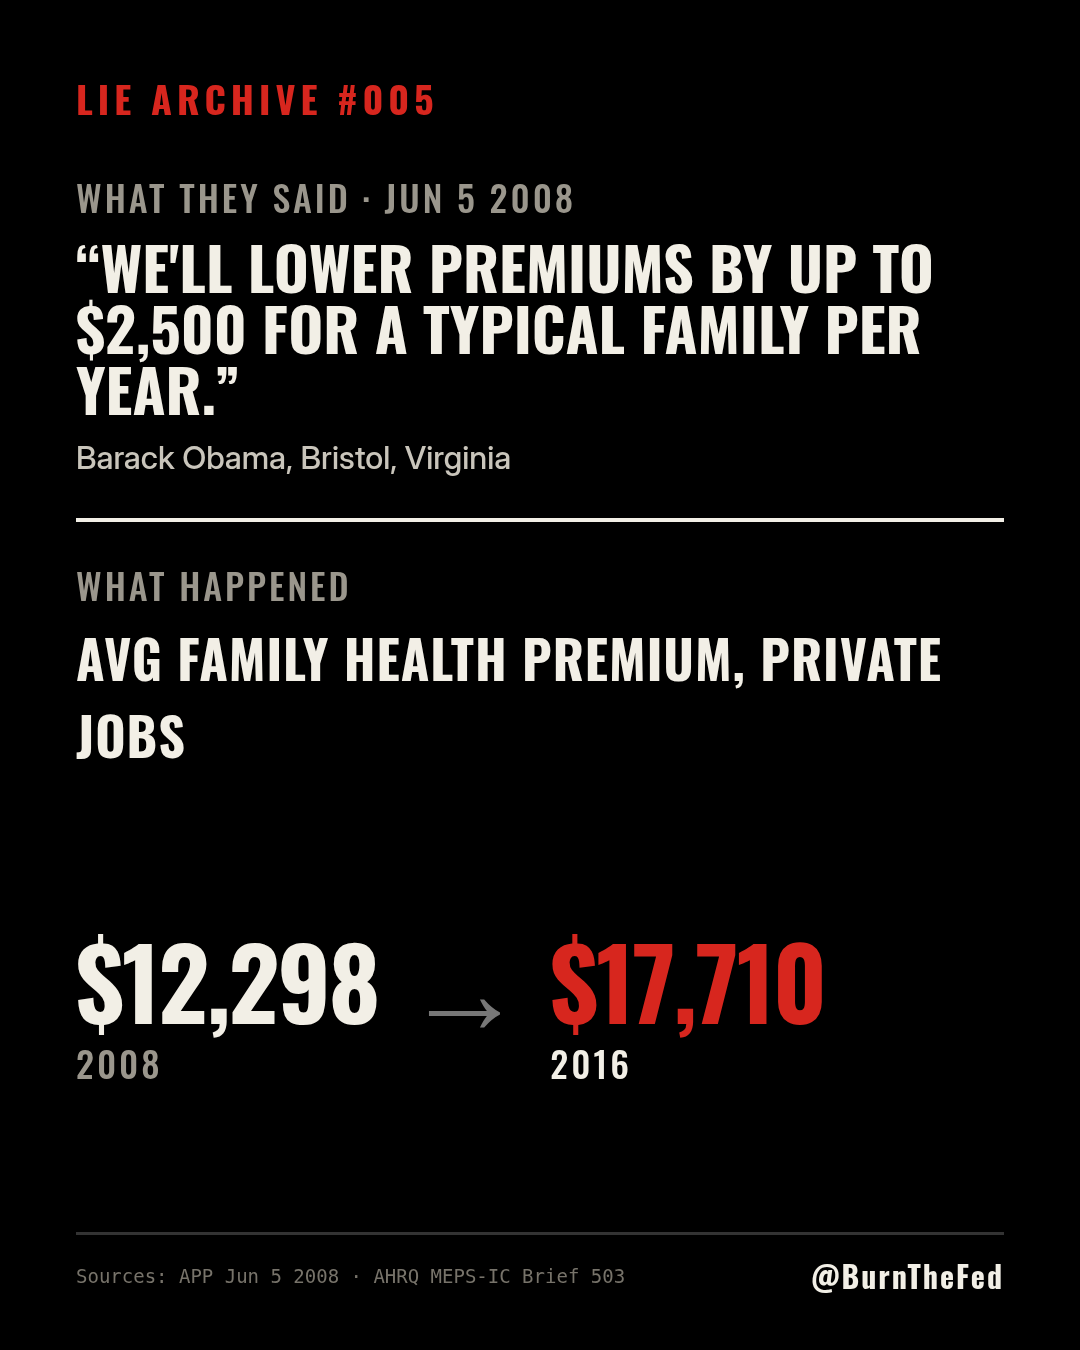 LIE ARCHIVE #005
WHAT THEY SAID · JUN 5 2008
“WE'LL LOWER PREMIUMS BY UP TO
$2,500 FOR A TYPICAL FAMILY PER
YEAR.”
Barack Obama, Bristol, Virginia
WHAT HAPPENED
AVG FAMILY HEALTH PREMIUM, PRIVATE
JOBS
$12,298 → $17,710
2008 2016
Sources: APP Jun 5 2008 · AHRQ MEPS-IC Brief 503
@BurnTheFed